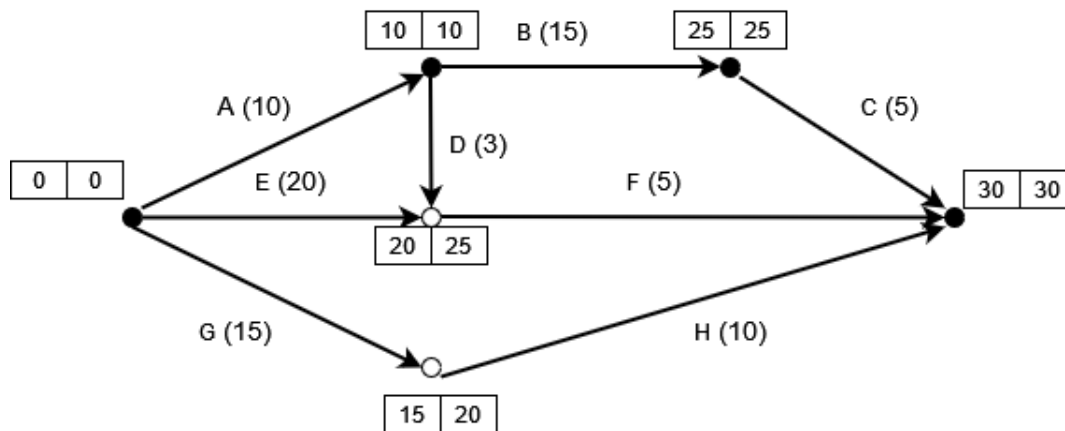 10 10
B (15)
25 25
A (10)
C (5)
D (3)
0 0
E (20)
F (5)
30 30
20 25
G (15)
H (10)
15 20